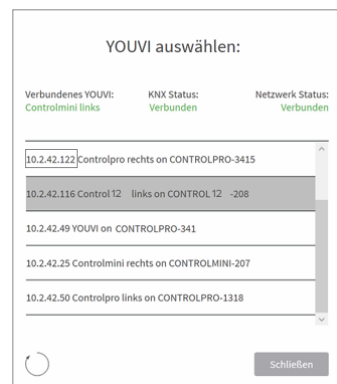 YOUVI auswählen:
Verbundenes YOUVI: KNX Status: Netzwerk Status:
Controlmini links Verbunden Verbunden
10.2.42.122 Controlpro rechts on CONTROLPRO-3415
10.2.42.116 Control 12 links on CONTROL 12 -208
10.2.42.49 YOUVI on CONTROLPRO-341
10.2.42.25 Controlmini rechts on CONTROLMINI-207
10.2.42.50 Controlpro links on CONTROLPRO-1318
Schließen